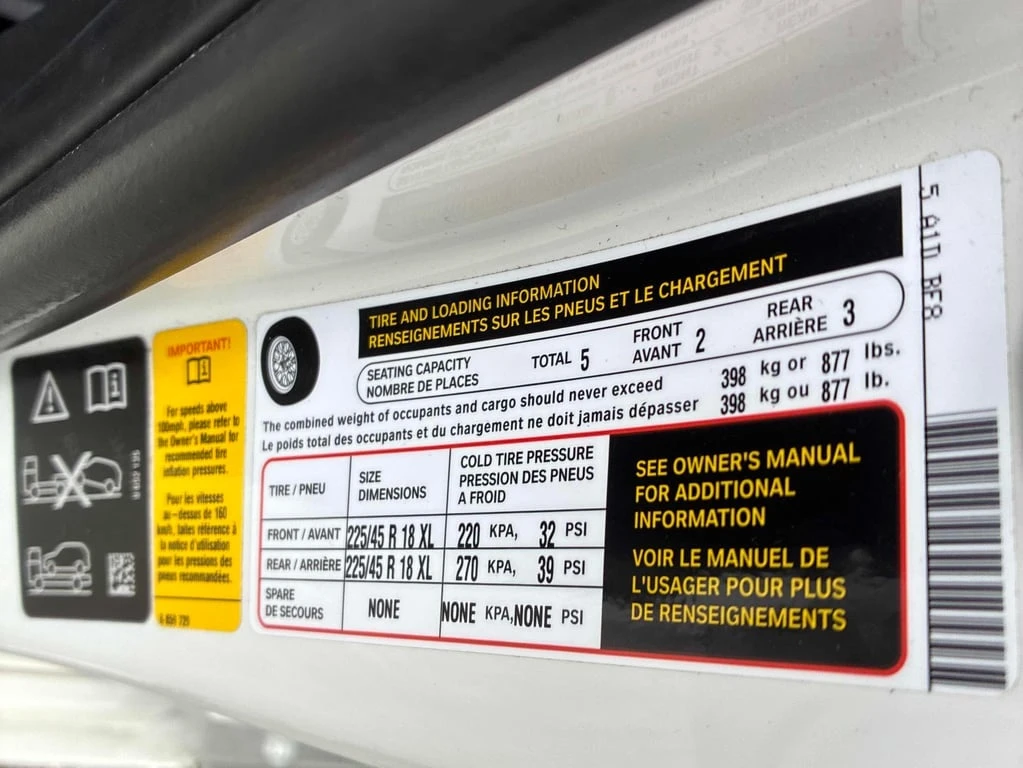 TIRE AND LOADING INFORMATION
RENSEIGNEMENTS SUR LES PNEUS ET LE CHARGEMENT
SEATING CAPACITY
NOMBRE DE PLACES
TOTAL 5
FRONT
AVANT 2
REAR
ARRIÈRE 3
The combined weight of occupants and cargo should never exceed 398 kg or 877 lbs.
Le poids total des occupants et du chargement ne doit jamais dépasser 398 kg ou 877 lb.
TIRE / PNEU
SIZE
DIMENSIONS
COLD TIRE PRESSURE
PRESSION DES PNEUS
A FROID
FRONT / AVANT 225/45 R 18 XL 220 KPA, 32 PSI
REAR / ARRIÈRE 225/45 R 18 XL 270 KPA, 39 PSI
SPARE
DE SECOURS
NONE NONE KPA, NONE PSI
SEE OWNER'S MANUAL
FOR ADDITIONAL
INFORMATION
VOIR LE MANUEL DE
L'USAGER POUR PLUS
DE RENSEIGNEMENTS
IMPORTANT!
For speeds above
100mph, please refer to
the Owner's Manual for
recommended tire
inflation pressures.
Pour les vitesses
au-dessus de 160
km/h, faites référence à
la notice d'utilisation
pour les pressions des
pneus recommandées.